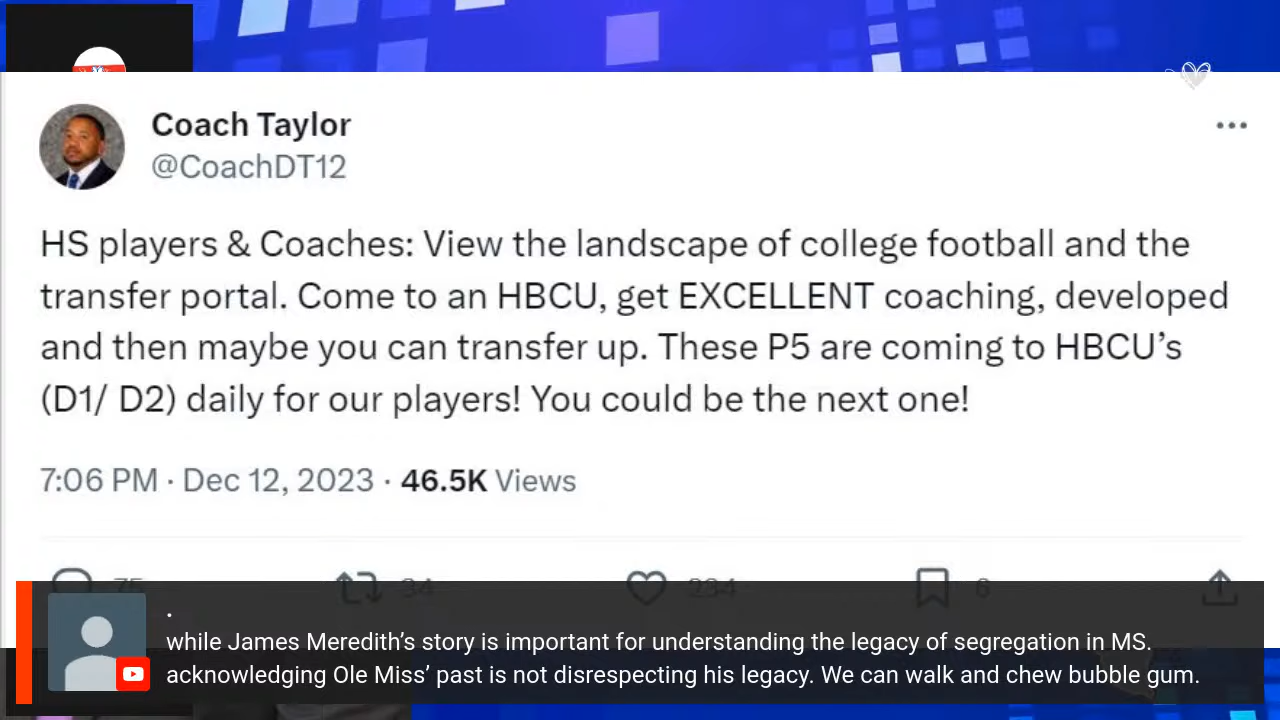 Coach Taylor
@CoachDT12
HS players & Coaches: View the landscape of college football and the
transfer portal. Come to an HBCU, get EXCELLENT coaching, developed
and then maybe you can transfer up. These P5 are coming to HBCU’s
(D1/ D2) daily for our players! You could be the next one!
7:06 PM · Dec 12, 2023 · 46.5K Views
75 34 234 6
.
while James Meredith’s story is important for understanding the legacy of segregation in MS.
acknowledging Ole Miss’ past is not disrespecting his legacy. We can walk and chew bubble gum.